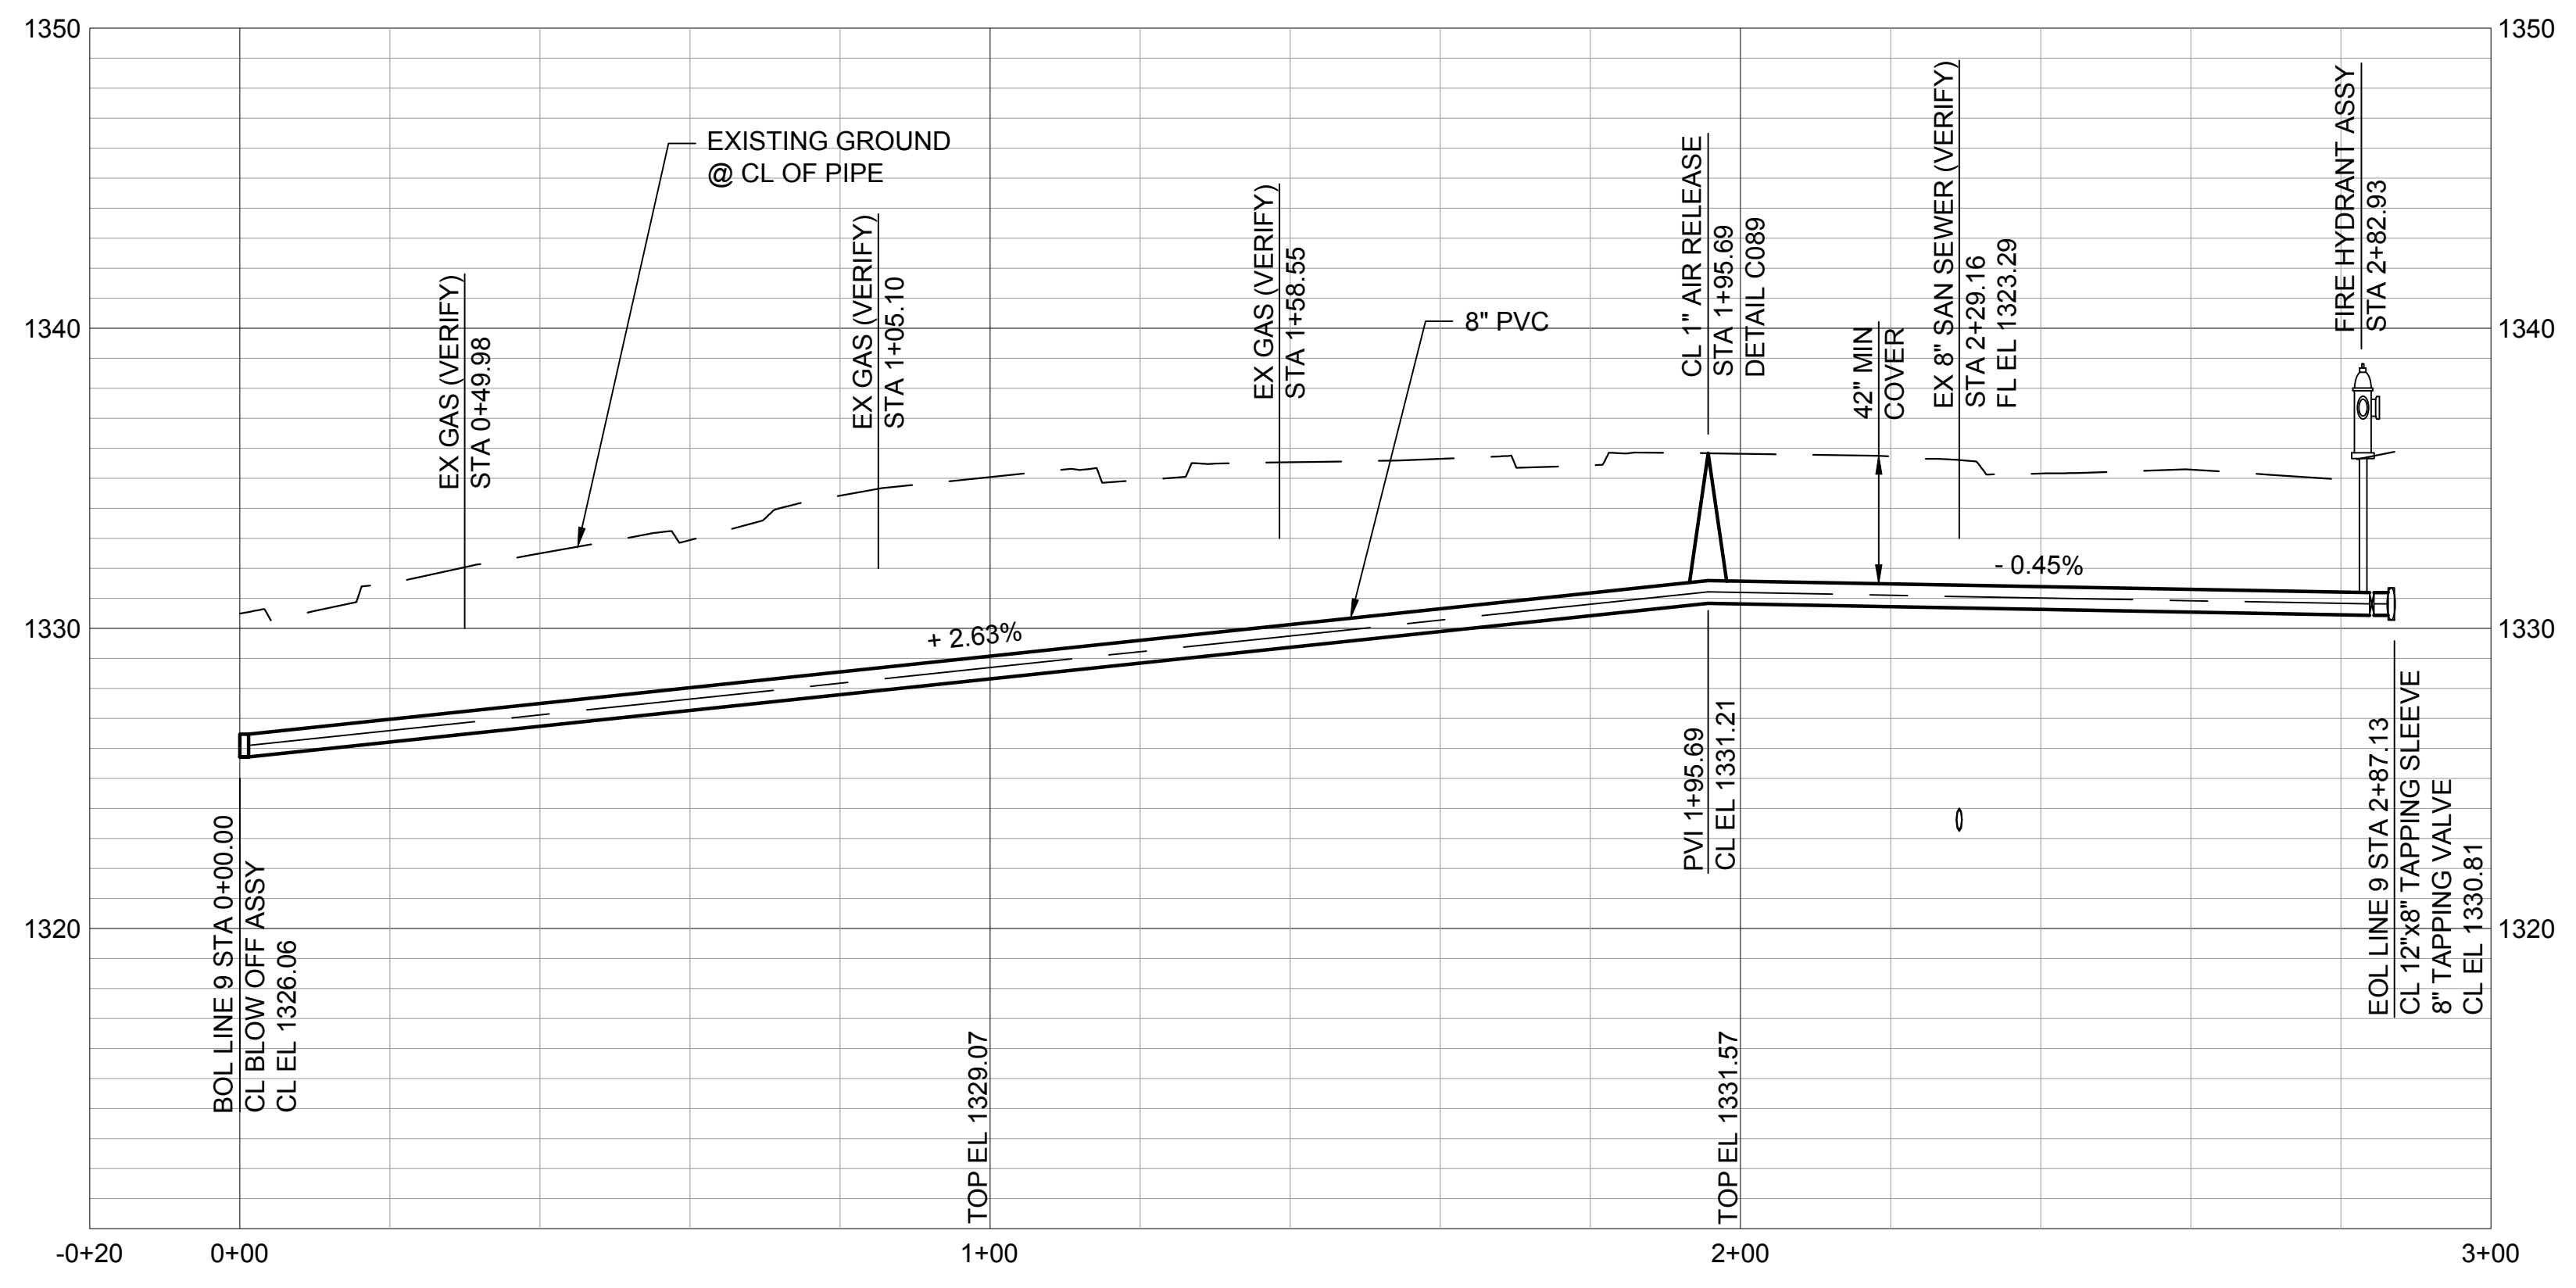 1350
1350
EXISTING GROUND
@ CL OF PIPE
EX GAS (VERIFY)
STA 0+49.98
EX GAS (VERIFY)
STA 1+05.10
EX GAS (VERIFY)
STA 1+58.55
8" PVC
CL 1" AIR RELEASE
STA 1+95.69
DETAIL C089
42" MIN
COVER
EX 8" SAN SEWER (VERIFY)
STA 2+29.16
FL EL 1323.29
FIRE HYDRANT ASSY
STA 2+82.93
1340
1340
- 0.45%
+ 2.63%
1330
1330
BOL LINE 9 STA 0+00.00
CL BLOW OFF ASSY
CL EL 1326.06
PVI 1+95.69
CL EL 1331.21
EOL LINE 9 STA 2+87.13
CL 12"x8" TAPPING SLEEVE
8" TAPPING VALVE
CL EL 1330.81
1320
1320
TOP EL 1329.07
TOP EL 1331.57
-0+20
0+00
1+00
2+00
3+00